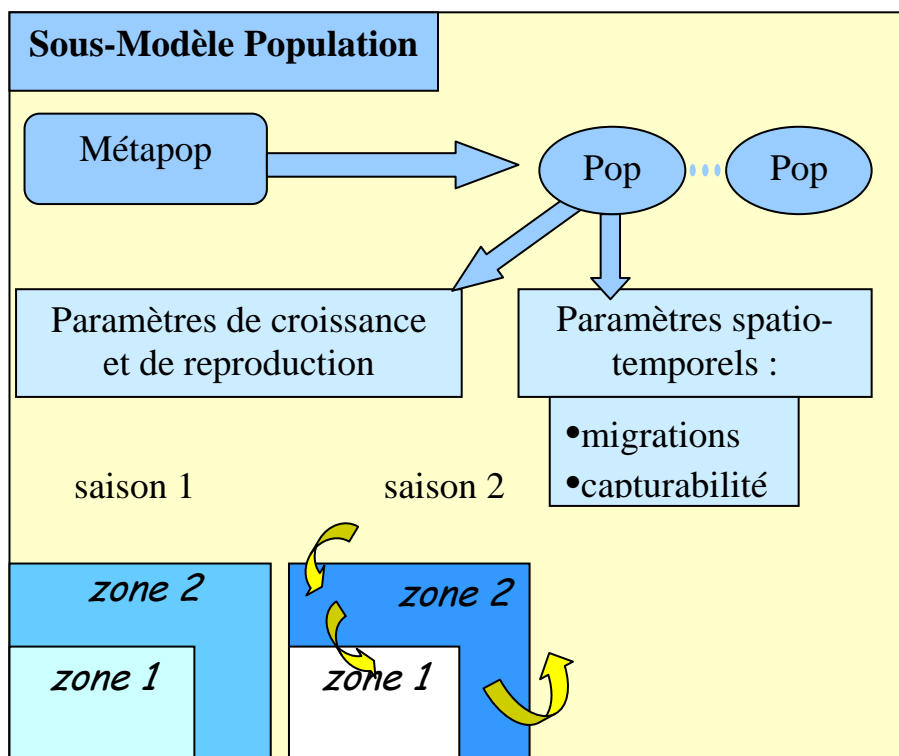 Sous-Modèle Population
Métapop
Pop
Pop
Paramètres de croissance
et de reproduction
Paramètres spatio-
temporels :
•migrations
•capturabilité
saison 1
saison 2
zone 2
zone 1
zone 2
zone 1